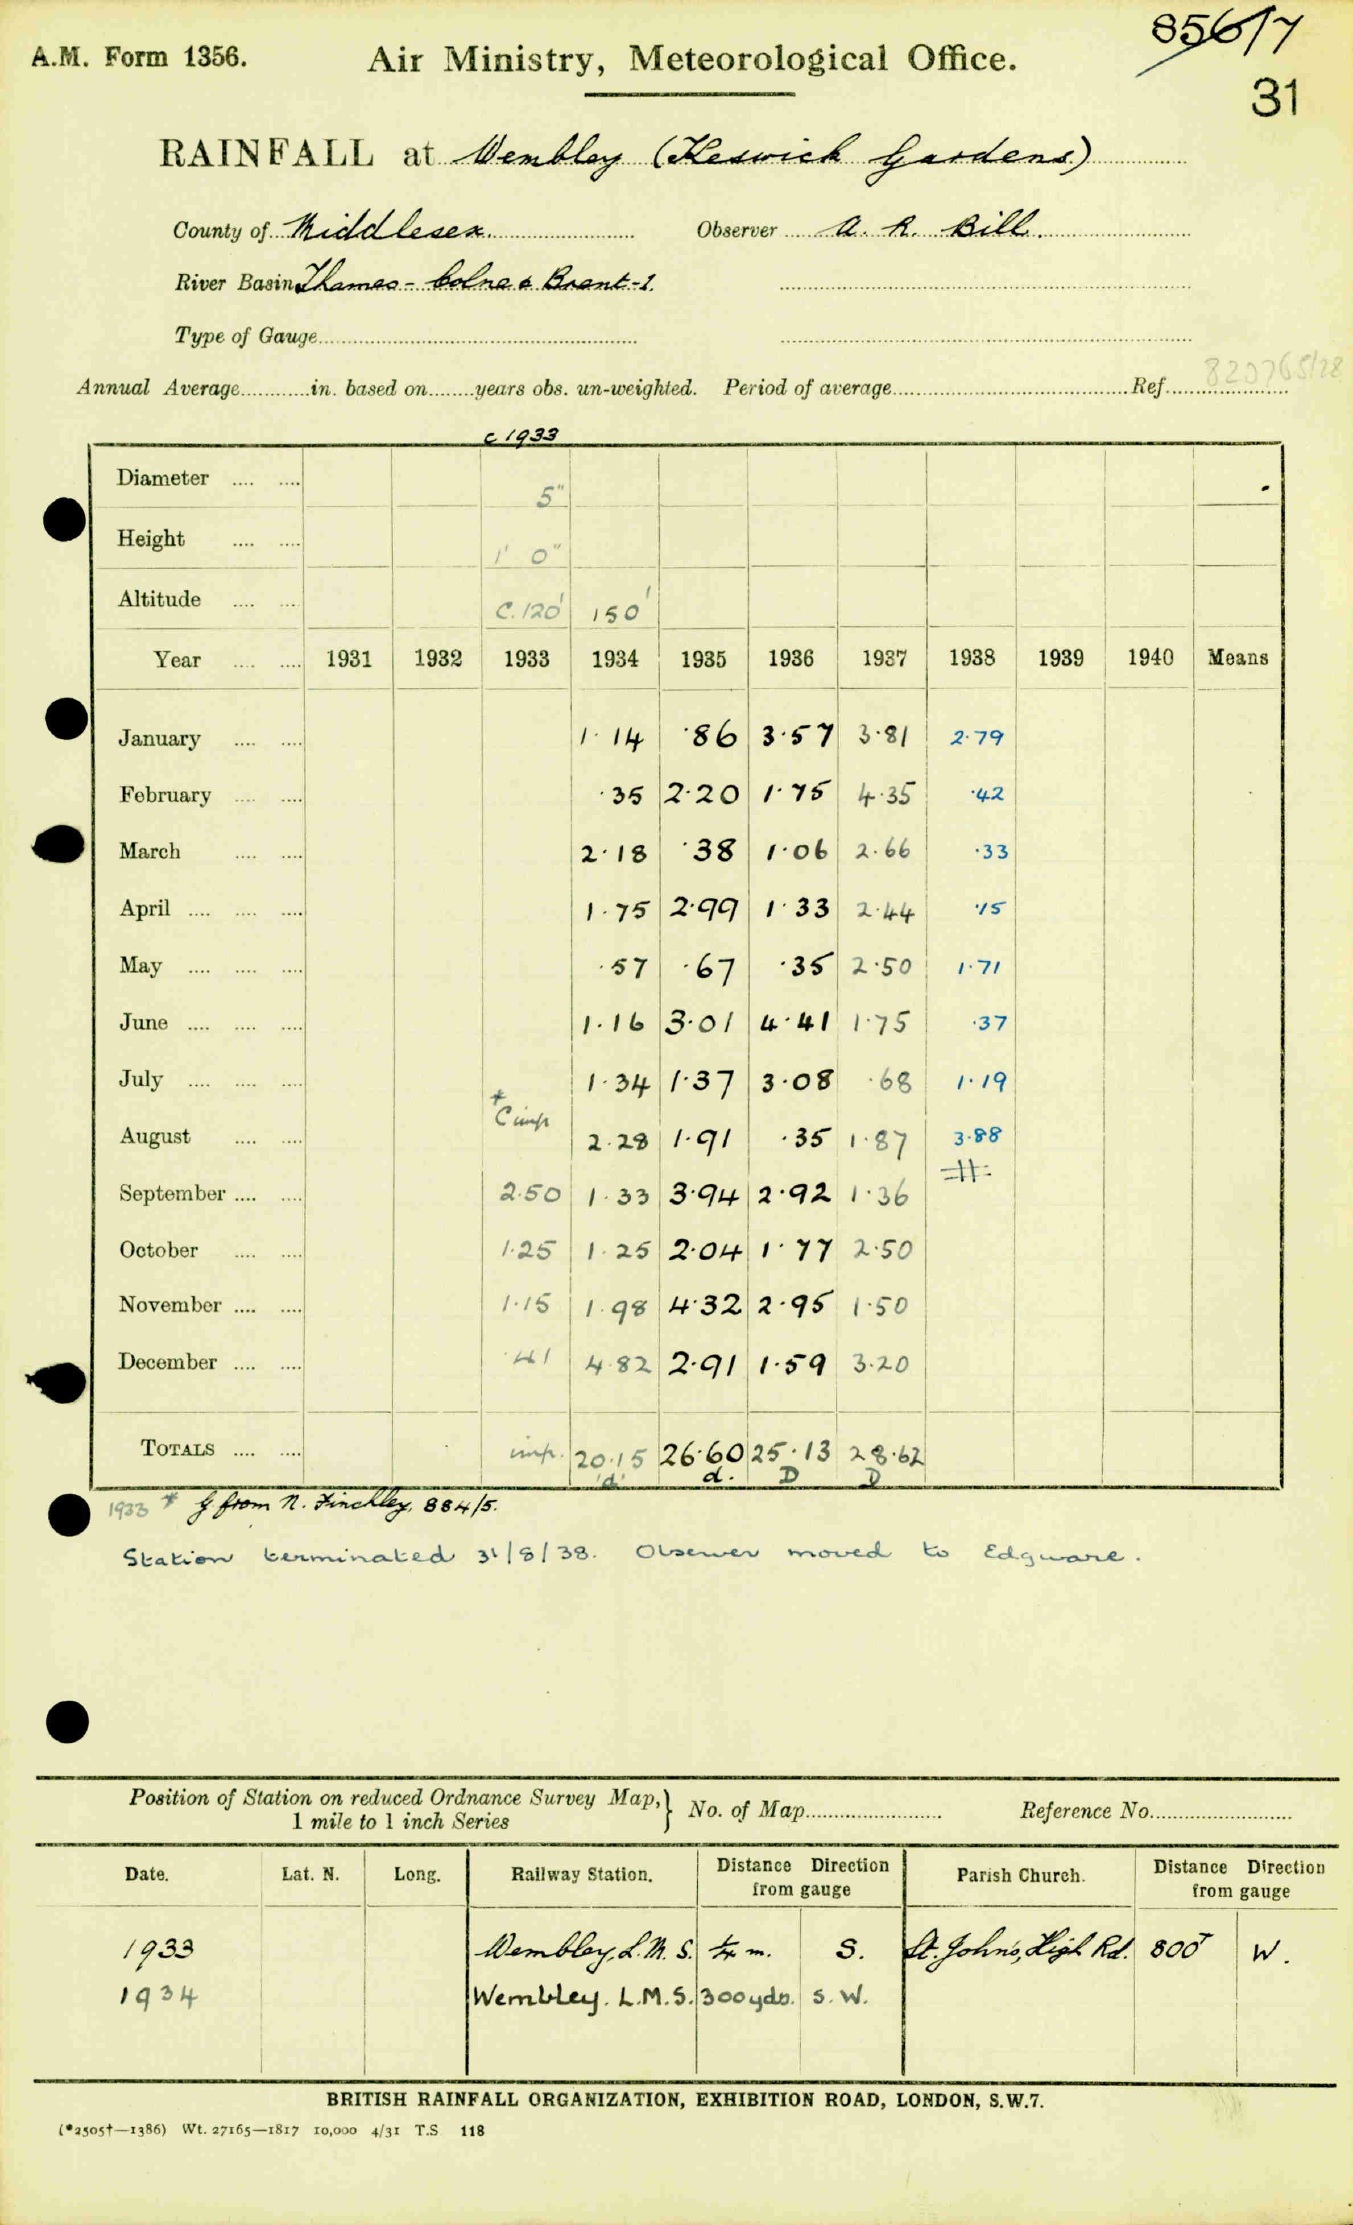 856/7
A.M. Form 1356. Air Ministry, Meteorological Office.
31
RAINFALL at Wembley (Keswick Gardens)
County of Middlesex. Observer A. R. Bill.
River Basin Thames - Colne & Brent-1.
Type of Gauge
Annual Average in. based on years obs. un-weighted. Period of average Ref. 820765/28
c 1933
Diameter 5"
Height 1' 0"
Altitude C.120' 150'
Year 1931 1932 1933 1934 1935 1936 1937 1938 1939 1940 Means
January 1.14 .86 3.57 3.81 2.79
February .35 2.20 1.75 4.35 .42
March 2.18 .38 1.06 2.66 .33
April 1.75 2.99 1.33 2.44 .15
May .57 .67 .35 2.50 1.71
June 1.16 3.01 4.41 1.75 .37
July 1.34 1.37 3.08 .68 1.19
* C imp
August 2.28 1.91 .35 1.87 3.88
September 2.50 1.33 3.94 2.92 1.36
October 1.25 1.25 2.04 1.77 2.50
November 1.15 1.98 4.32 2.95 1.50
December .41 4.82 2.91 1.59 3.20
TOTALS imp. 20.15 26.60 25.13 28.62
d d. D D
1933 * G from N. Finchley, 884/5.
Station terminated 31/8/38. Observer moved to Edgware.
Position of Station on reduced Ordnance Survey Map, 1 mile to 1 inch Series } No. of Map Reference No.
Date. Lat. N. Long. Railway Station. Distance Direction from gauge Parish Church. Distance Direction from gauge
1933 Wembley, L.M.S. ¼ m. S. St. John's, High Rd. 800' W.
1934 Wembley. L.M.S. 300 yds. S.W.
BRITISH RAINFALL ORGANIZATION, EXHIBITION ROAD, LONDON, S.W.7.
(*2505†—1386) Wt. 27165—1817 10,000 4/31 T.S 118